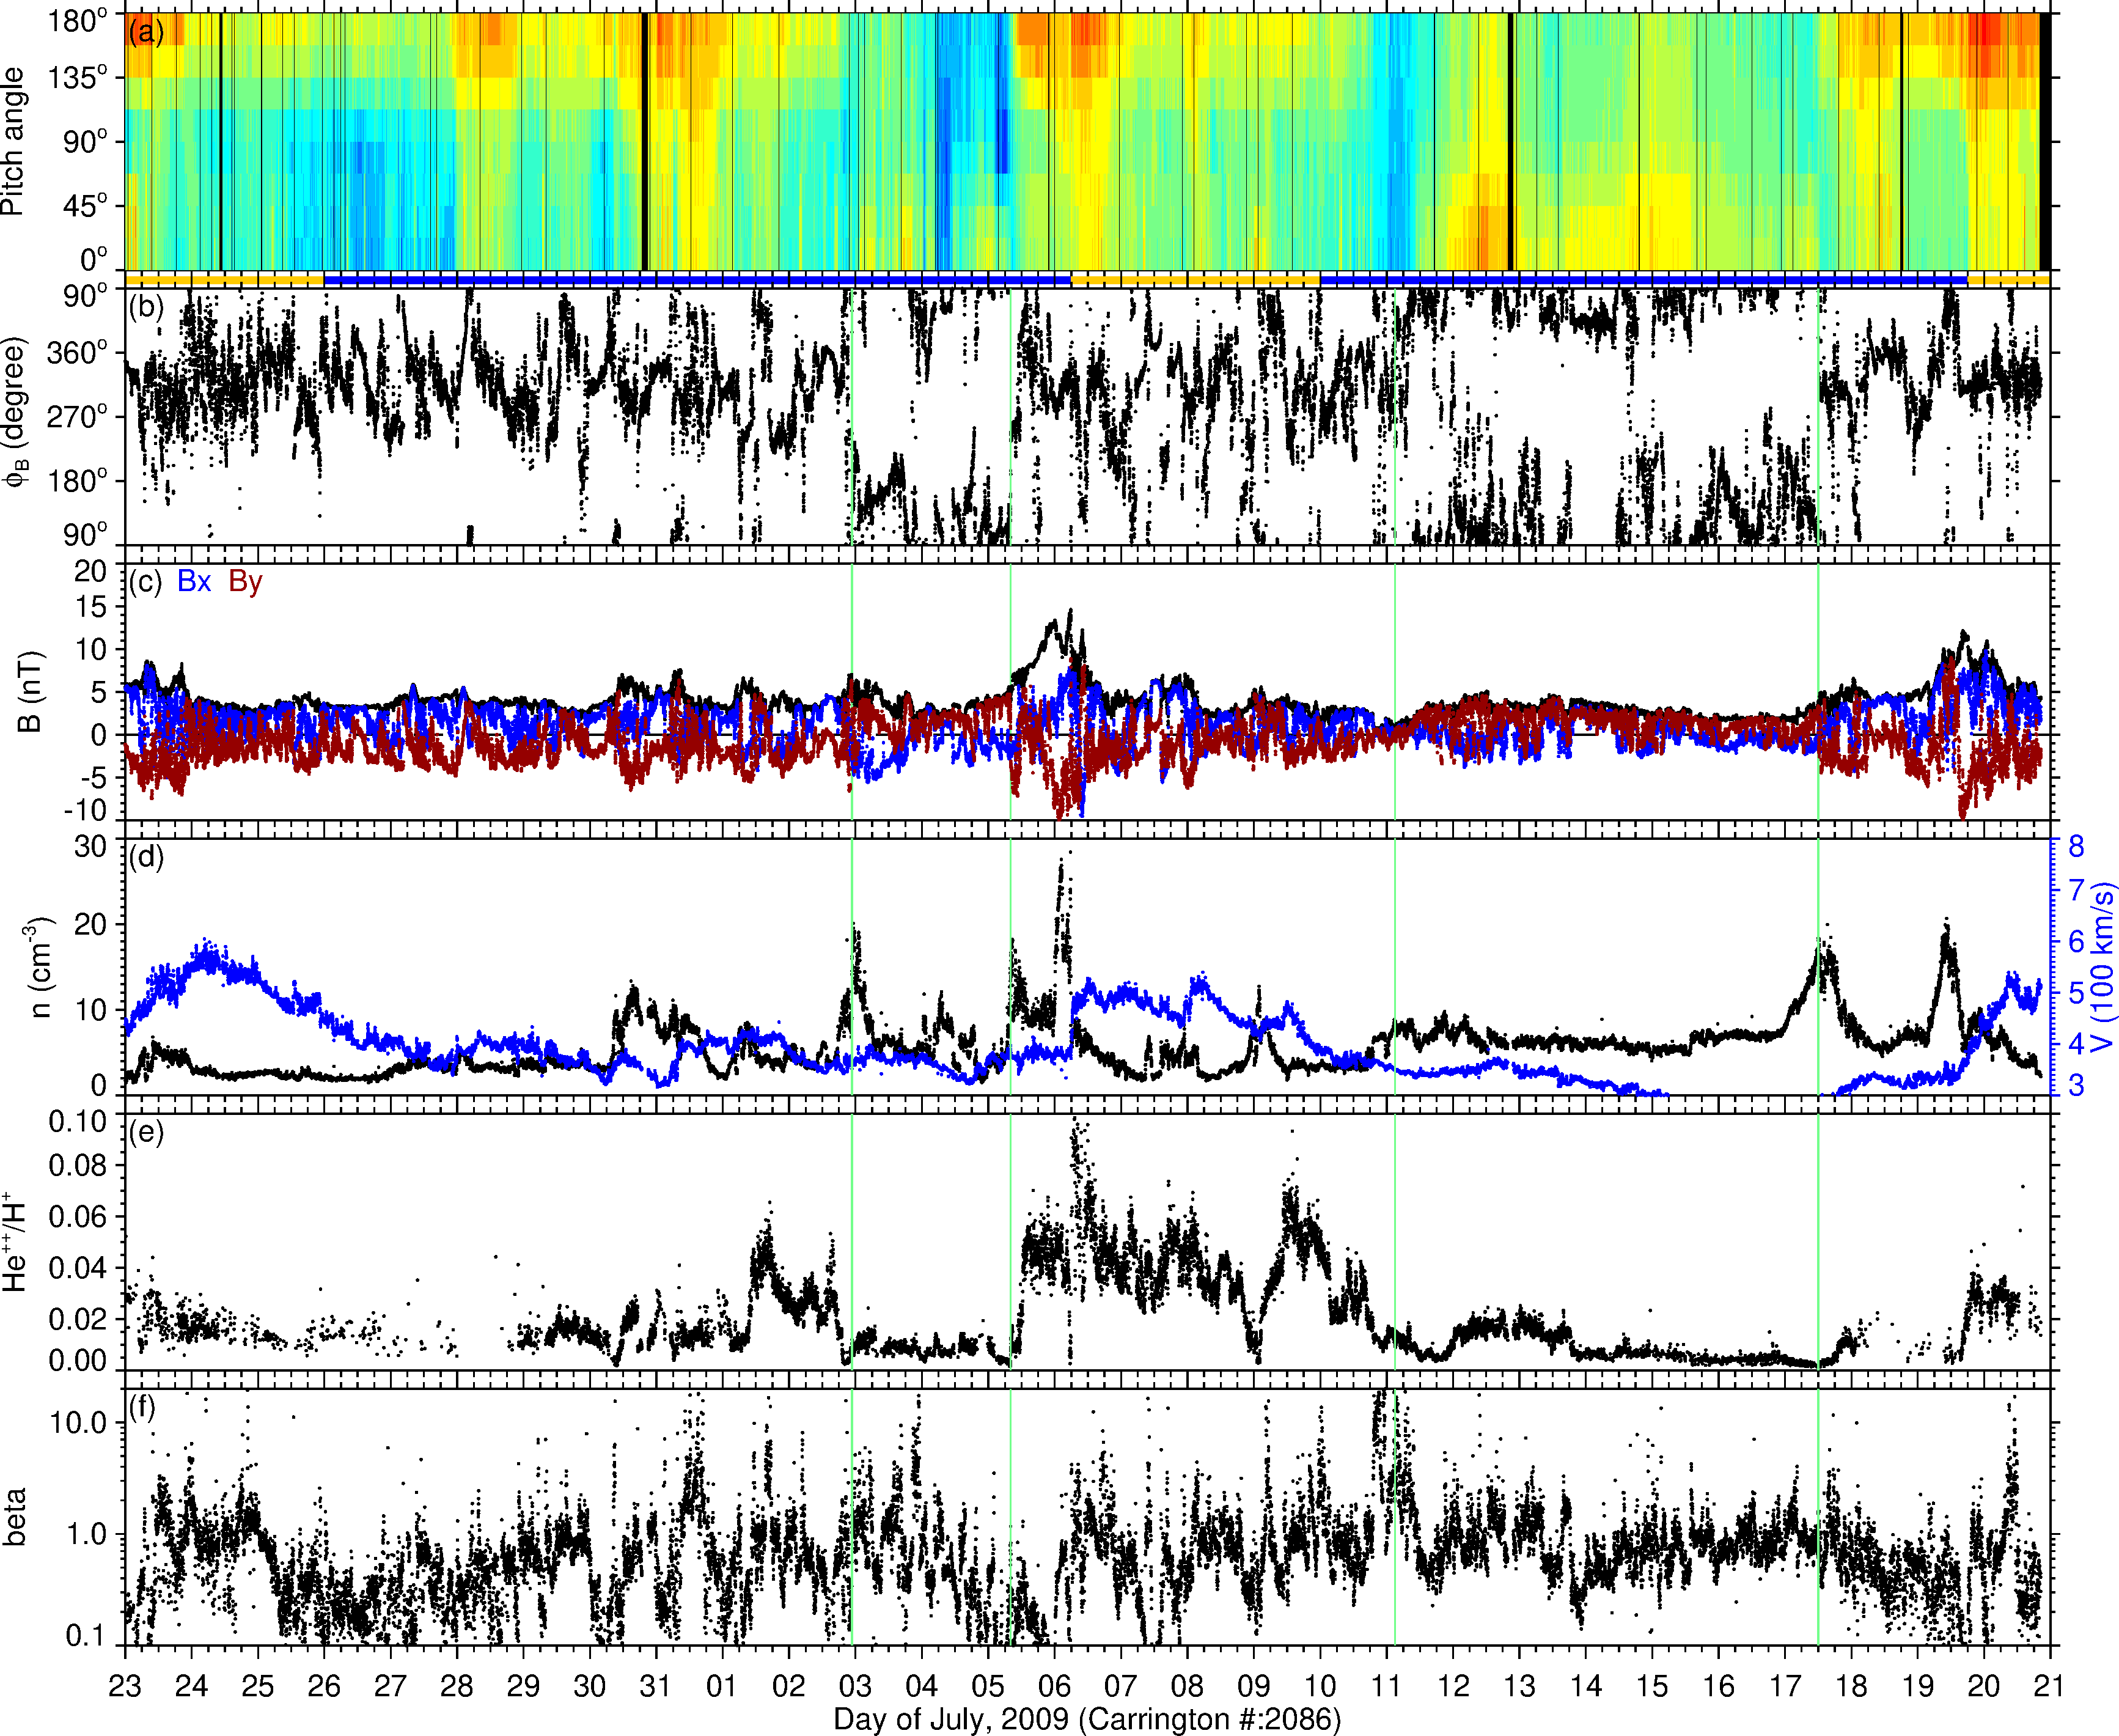 (a)
180°
135°
90°
45°
0°
Pitch angle
(b)
90°
360°
270°
180°
90°
ϕB (degree)
(c) Bx By
20
15
10
5
0
-5
-10
B (nT)
(d)
30
20
10
0
n (cm-3)
8
7
6
5
4
3
V (100 km/s)
(e)
0.10
0.08
0.06
0.04
0.02
0.00
He++/H+
(f)
10.0
1.0
0.1
beta
23 24 25 26 27 28 29 30 31 01 02 03 04 05 06 07 08 09 10 11 12 13 14 15 16 17 18 19 20 21
Day of July, 2009 (Carrington #:2086)